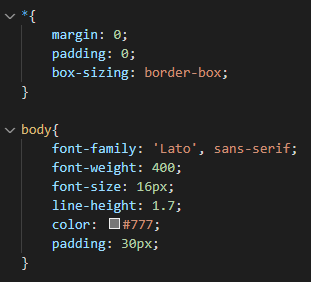 *{
margin: 0;
padding: 0;
box-sizing: border-box;
}
body{
font-family: 'Lato', sans-serif;
font-weight: 400;
font-size: 16px;
line-height: 1.7;
color: #777;
padding: 30px;
}